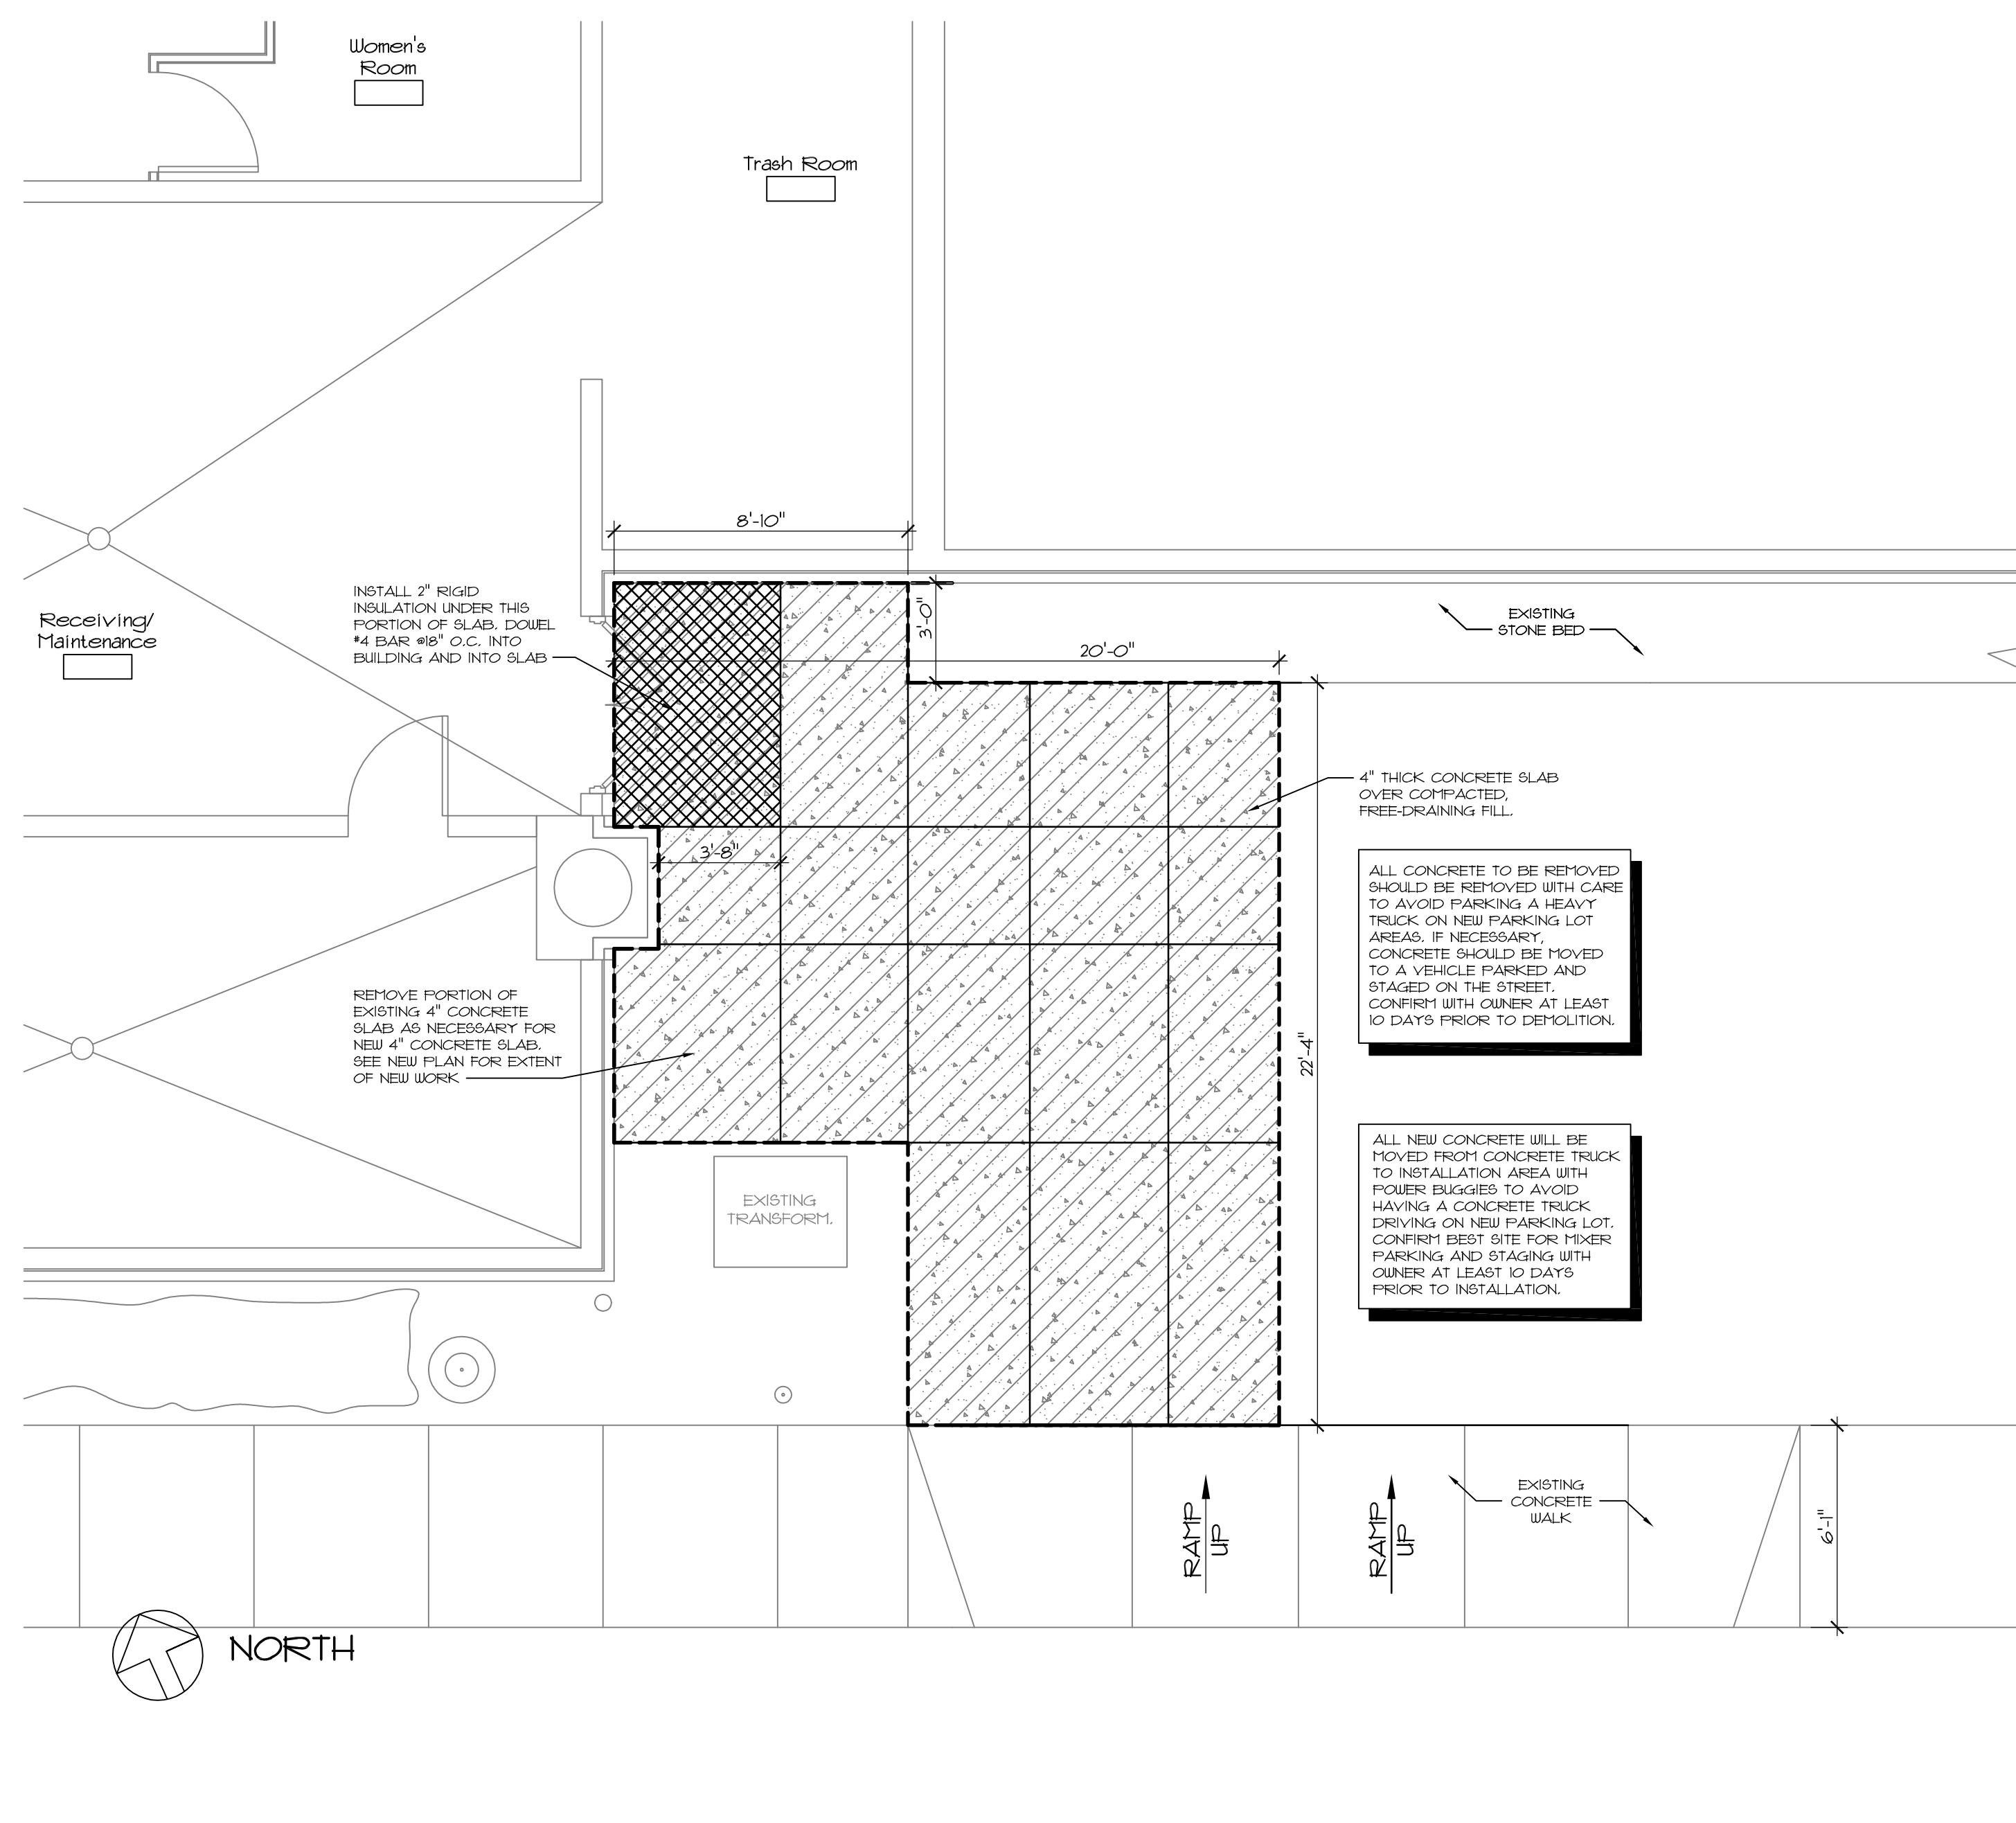 Women's
Room
Trash Room
8'-10"
INSTALL 2" RIGID
INSULATION UNDER THIS
PORTION OF SLAB. DOWEL
#4 BAR @18" O.C. INTO
BUILDING AND INTO SLAB
Receiving/
Maintenance
3'-0"
EXISTING
STONE BED
20'-0"
4" THICK CONCRETE SLAB
OVER COMPACTED,
FREE-DRAINING FILL.
3'-8"
ALL CONCRETE TO BE REMOVED
SHOULD BE REMOVED WITH CARE
TO AVOID PARKING A HEAVY
TRUCK ON NEW PARKING LOT
AREAS. IF NECESSARY,
CONCRETE SHOULD BE MOVED
TO A VEHICLE PARKED AND
STAGED ON THE STREET.
CONFIRM WITH OWNER AT LEAST
10 DAYS PRIOR TO DEMOLITION.
REMOVE PORTION OF
EXISTING 4" CONCRETE
SLAB AS NECESSARY FOR
NEW 4" CONCRETE SLAB.
SEE NEW PLAN FOR EXTENT
OF NEW WORK
22'-4"
ALL NEW CONCRETE WILL BE
MOVED FROM CONCRETE TRUCK
TO INSTALLATION AREA WITH
POWER BUGGIES TO AVOID
HAVING A CONCRETE TRUCK
DRIVING ON NEW PARKING LOT.
CONFIRM BEST SITE FOR MIXER
PARKING AND STAGING WITH
OWNER AT LEAST 10 DAYS
PRIOR TO INSTALLATION.
EXISTING
TRANSFORM.
RAMP
UP
RAMP
UP
EXISTING
CONCRETE
WALK
6'-1"
NORTH